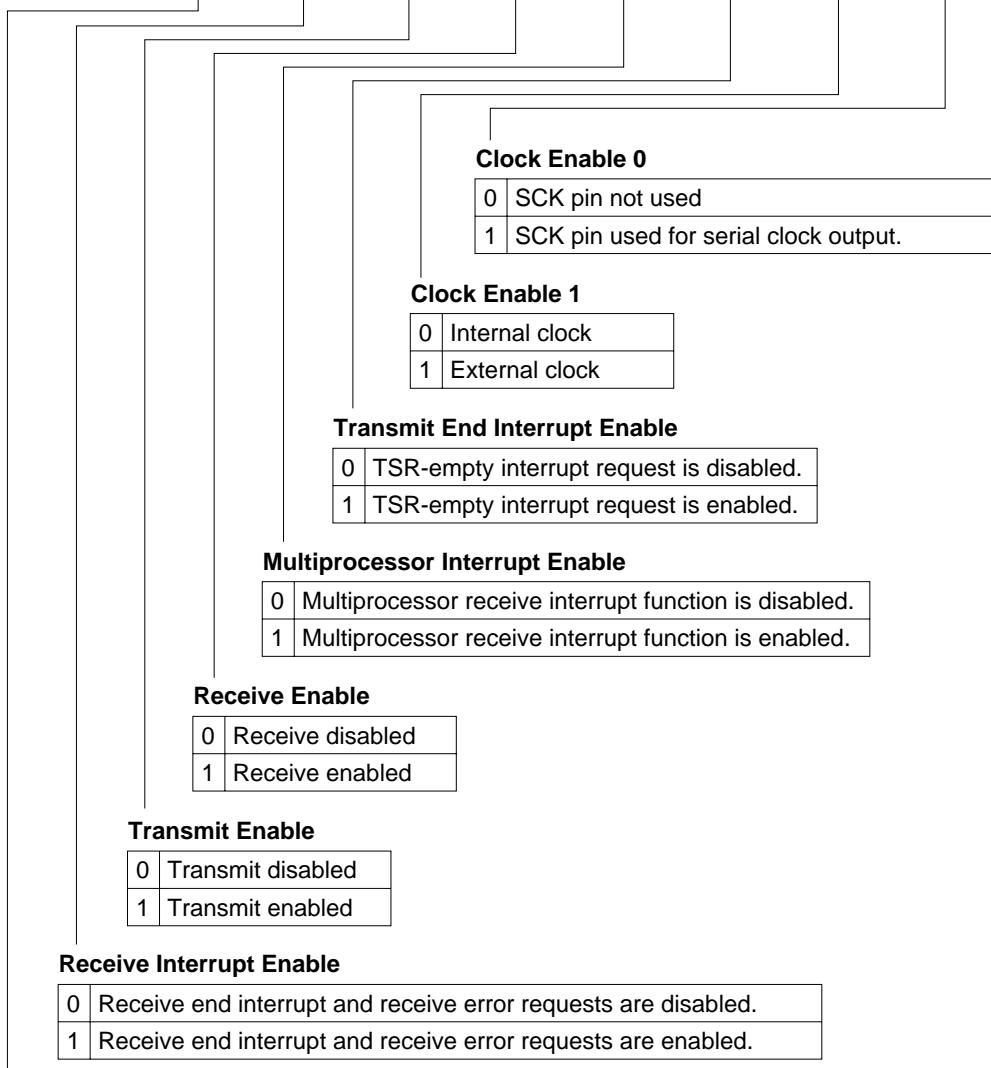 Clock Enable 0
0 SCK pin not used
1 SCK pin used for serial clock output.
Clock Enable 1
0 Internal clock
1 External clock
Transmit End Interrupt Enable
0 TSR-empty interrupt request is disabled.
1 TSR-empty interrupt request is enabled.
Multiprocessor Interrupt Enable
0 Multiprocessor receive interrupt function is disabled.
1 Multiprocessor receive interrupt function is enabled.
Receive Enable
0 Receive disabled
1 Receive enabled
Transmit Enable
0 Transmit disabled
1 Transmit enabled
Receive Interrupt Enable
0 Receive end interrupt and receive error requests are disabled.
1 Receive end interrupt and receive error requests are enabled.